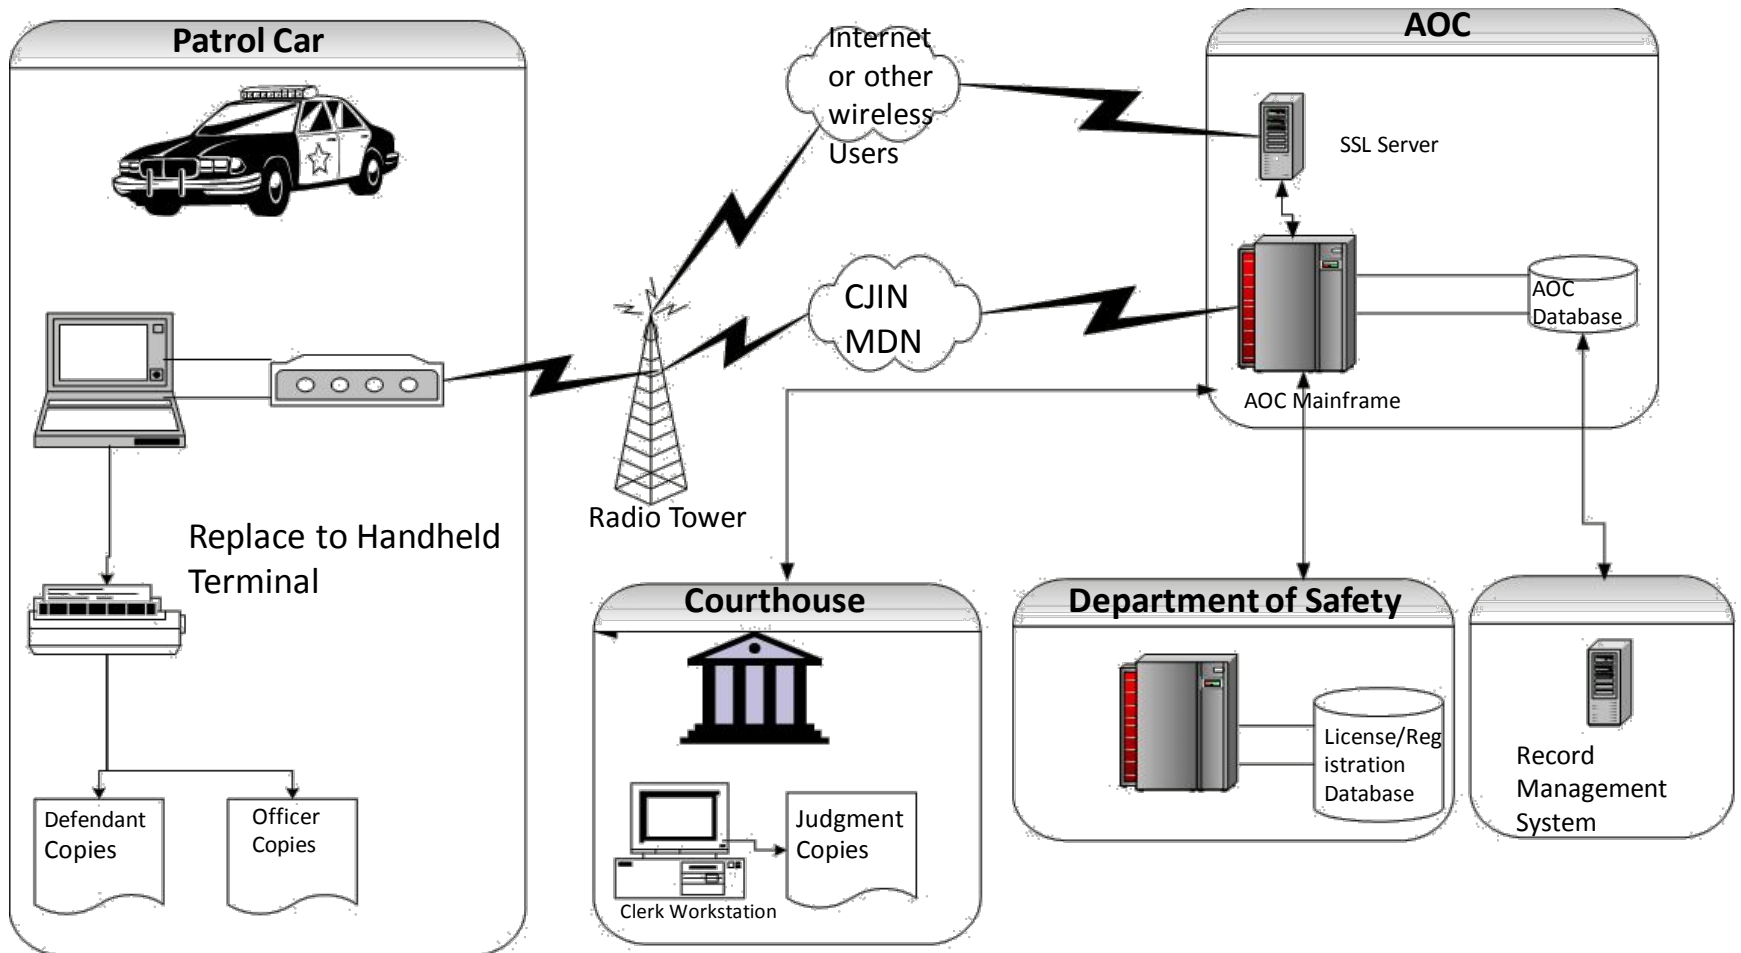 Patrol Car
Internet
or other
wireless
Users
AOC
SSL Server
CJIN
MDN
AOC
Database
AOC Mainframe
Radio Tower
Replace to Handheld
Terminal
Defendant
Copies
Officer
Copies
Courthouse
Judgment
Copies
Clerk Workstation
Department of Safety
License/Reg
istration
Database
Record
Management
System